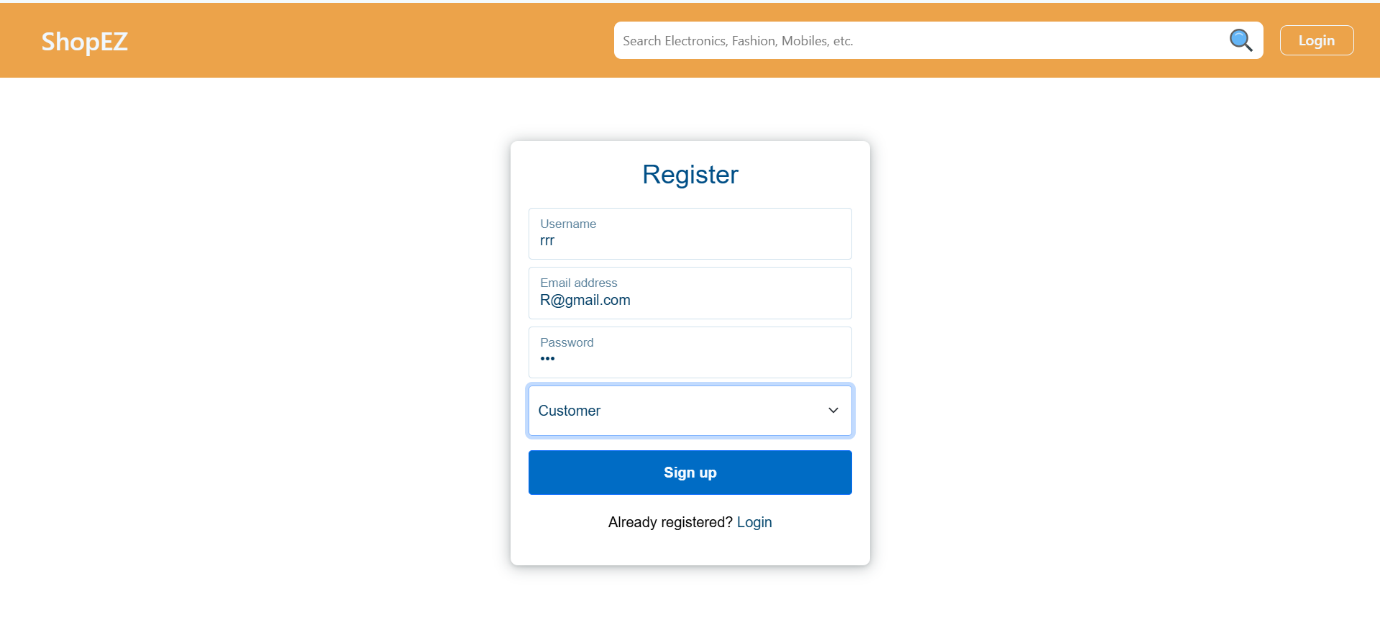 ShopEZ
Search Electronics, Fashion, Mobiles, etc.
Login
Register
Username
rrr
Email address
R@gmail.com
Password
•••
Customer
Sign up
Already registered? Login